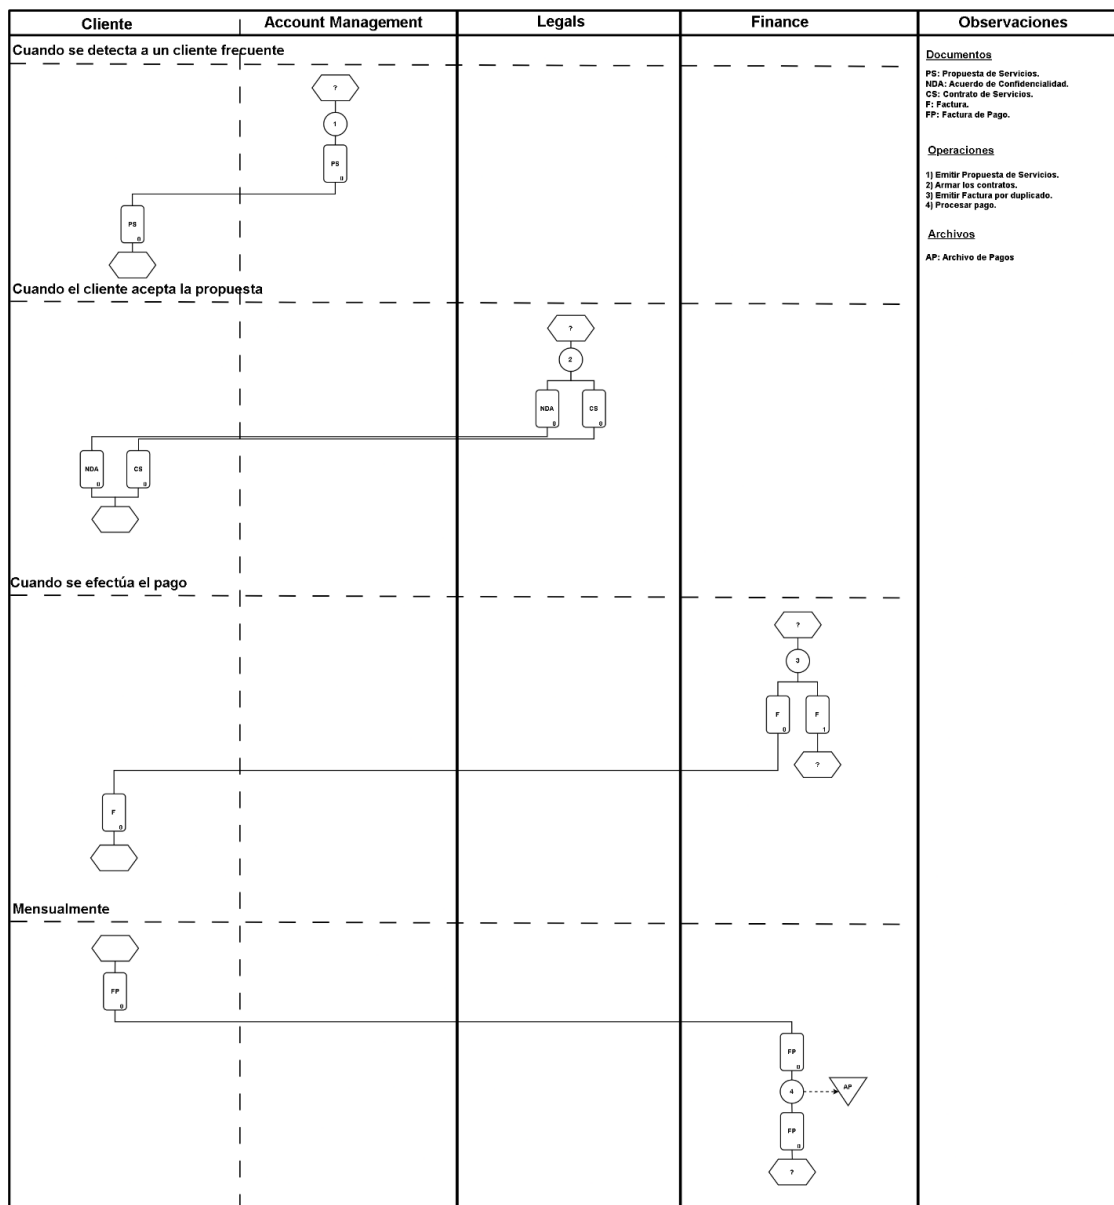 Cliente
Account Management
Legals
Finance
Observaciones
Cuando se detecta a un cliente frecuente
?
1
PS
0
PS
0
Documentos
PS: Propuesta de Servicios.
NDA: Acuerdo de Confidencialidad.
CS: Contrato de Servicios.
F: Factura.
FP: Factura de Pago.
Operaciones
1) Emitir Propuesta de Servicios.
2) Armar los contratos.
3) Emitir Factura por duplicado.
4) Procesar pago.
Archivos
AP: Archivo de Pagos
Cuando el cliente acepta la propuesta
?
2
NDA
0
CS
0
NDA
0
CS
0
Cuando se efectúa el pago
?
3
F
0
F
1
?
F
0
Mensualmente
FP
0
FP
0
4
AP
FP
0
?